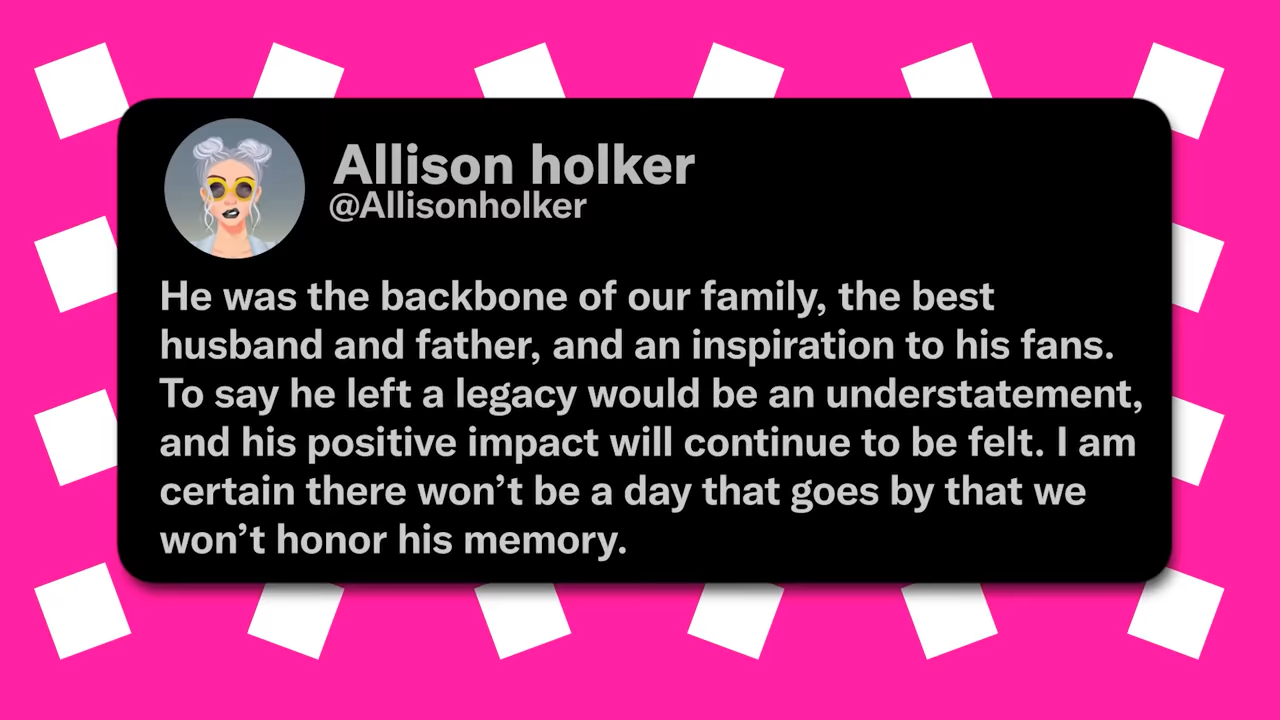 Allison holker
@Allisonholker
He was the backbone of our family, the best
husband and father, and an inspiration to his fans.
To say he left a legacy would be an understatement,
and his positive impact will continue to be felt. I am
certain there won’t be a day that goes by that we
won’t honor his memory.